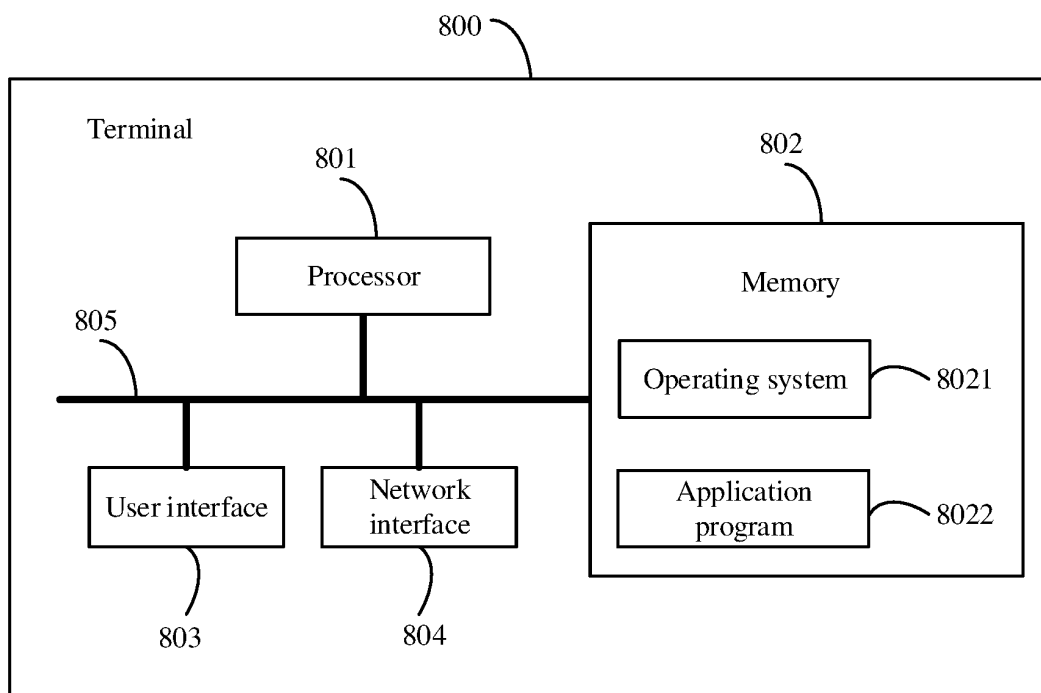 800
Terminal
801
802
Processor
Memory
805
Operating system
8021
User interface
Network
interface
Application
program
8022
803
804